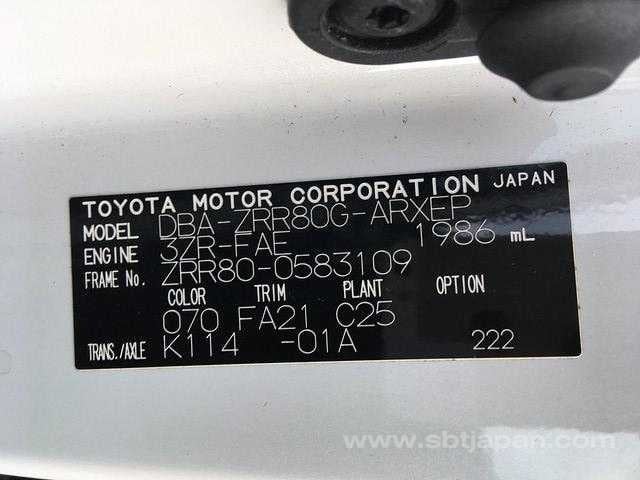 TOYOTA MOTOR CORPORATION JAPAN
MODEL DBA-ZRR80G-ARXEP
ENGINE 3ZR-FAE 1986 mL
FRAME No. ZRR80-0583109
COLOR TRIM PLANT OPTION
070 FA21 C25
TRANS./AXLE K114 -01A 222
www.sbtjapan.com